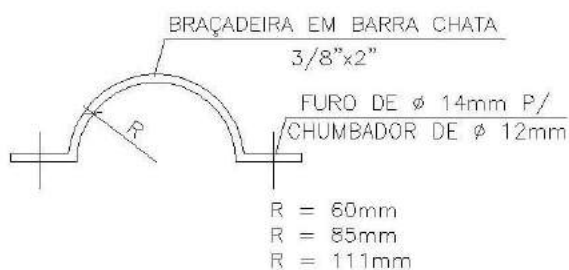 BRAÇADEIRA EM BARRA CHATA
3/8"x2"
FURO DE ø 14mm P/
CHUMBADOR DE ø 12mm
R
R = 60mm
R = 85mm
R = 111mm